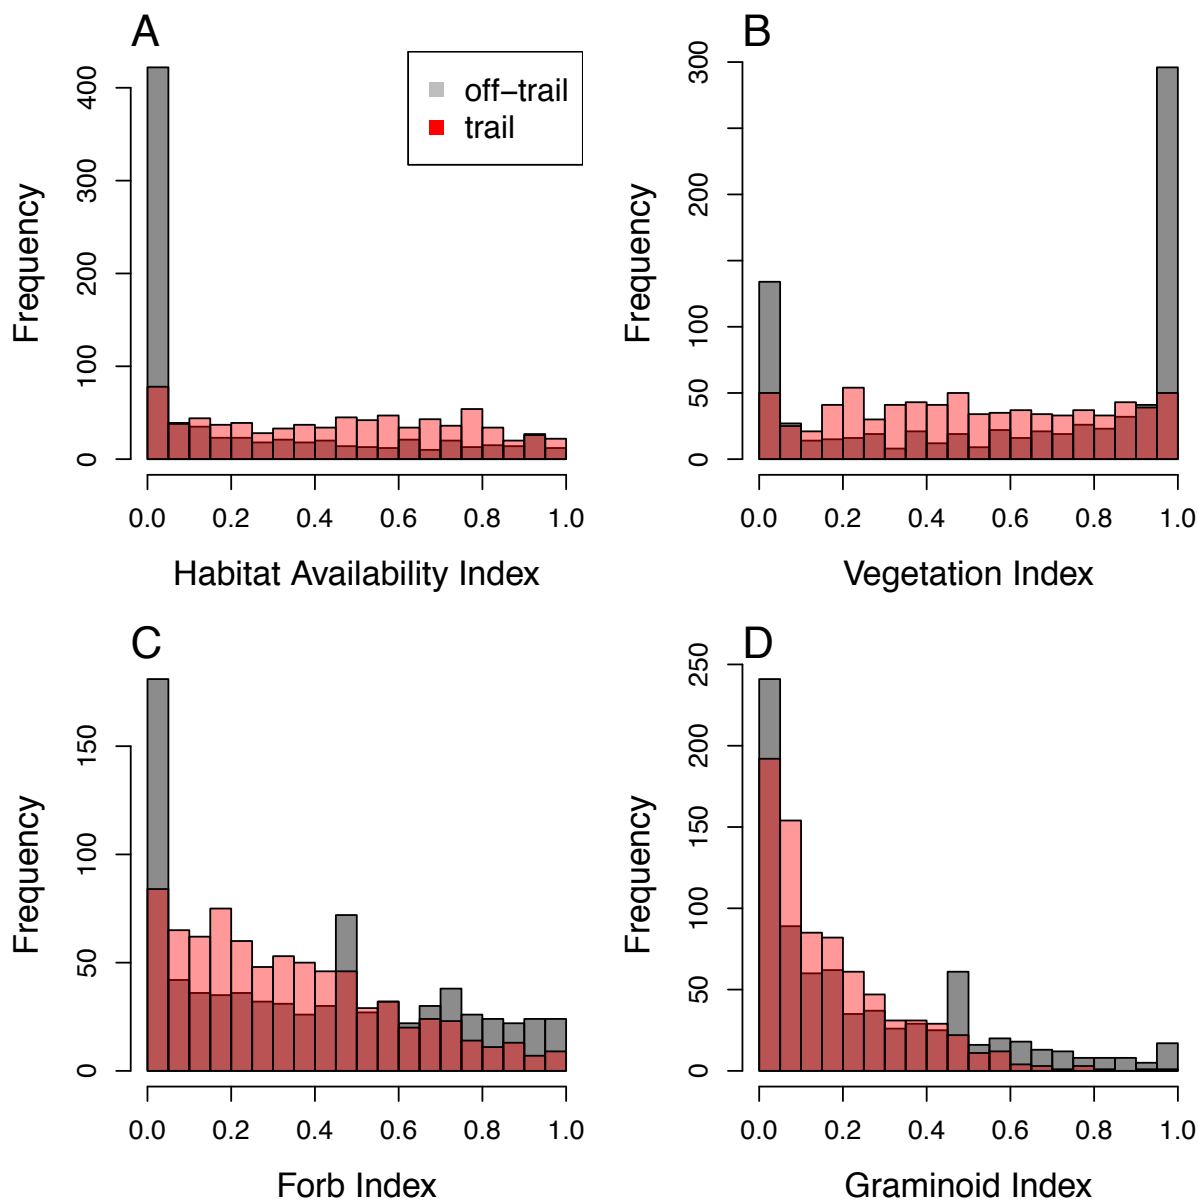 A
off−trail
trail
Frequency
0 100 200 300 400
0.0 0.2 0.4 0.6 0.8 1.0
Habitat Availability Index
B
Frequency
0 50 100 200 300
0.0 0.2 0.4 0.6 0.8 1.0
Vegetation Index
C
Frequency
0 50 100 150
0.0 0.2 0.4 0.6 0.8 1.0
Forb Index
D
Frequency
0 50 100 150 200 250
0.0 0.2 0.4 0.6 0.8 1.0
Graminoid Index